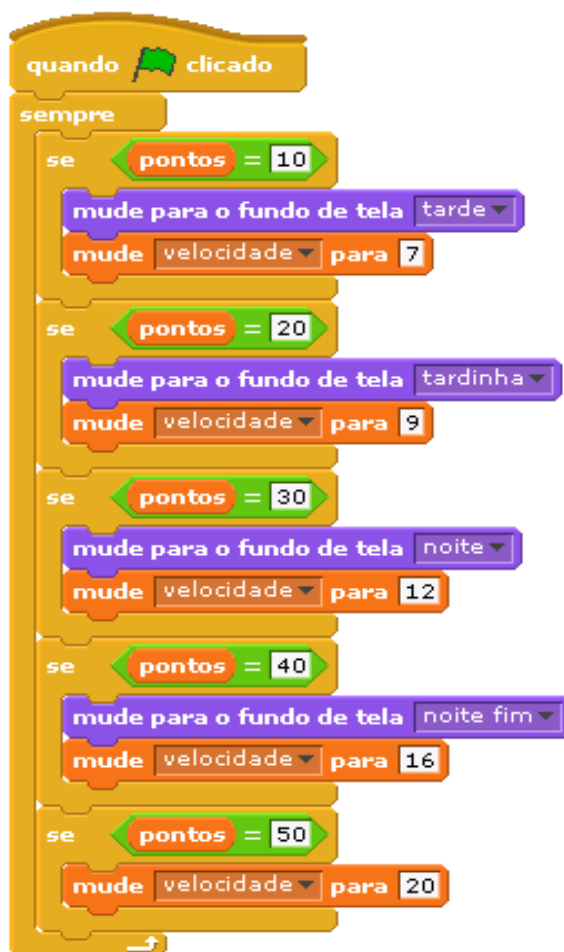 quando clicado
sempre
se pontos = 10
mude para o fundo de tela tarde
mude velocidade para 7
se pontos = 20
mude para o fundo de tela tardinha
mude velocidade para 9
se pontos = 30
mude para o fundo de tela noite
mude velocidade para 12
se pontos = 40
mude para o fundo de tela noite fim
mude velocidade para 16
se pontos = 50
mude velocidade para 20